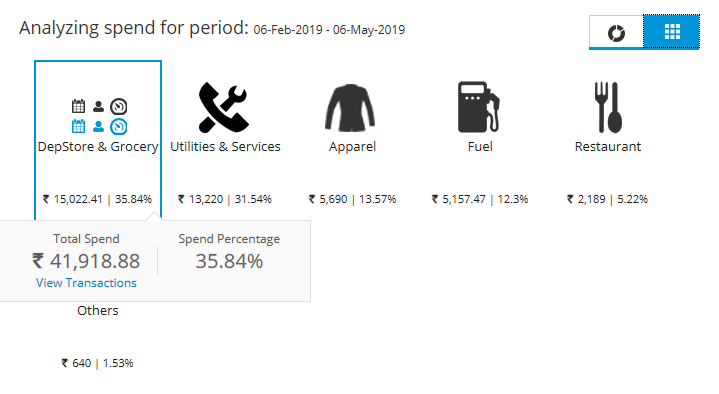 Analyzing spend for period: 06-Feb-2019 - 06-May-2019
DepStore & Grocery
Utilities & Services
Apparel
Fuel
Restaurant
₹ 15,022.41 | 35.84%
₹ 13,220 | 31.54%
₹ 5,690 | 13.57%
₹ 5,157.47 | 12.3%
₹ 2,189 | 5.22%
Total Spend
Spend Percentage
₹ 41,918.88
35.84%
View Transactions
Others
₹ 640 | 1.53%